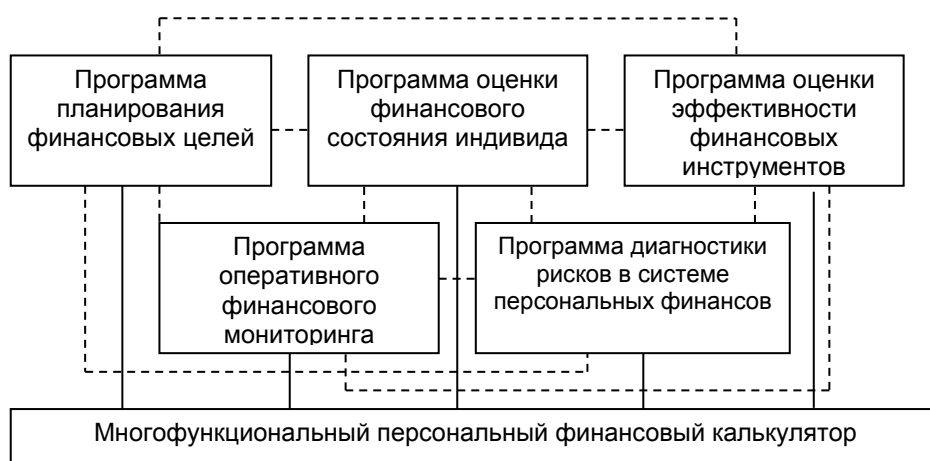 Программа
планирования
финансовых целей
Программа оценки
финансового
состояния индивида
Программа оценки
эффективности
финансовых
инструментов
Программа
оперативного
финансового
мониторинга
Программа диагностики
рисков в системе
персональных финансов
Многофункциональный персональный финансовый калькулятор